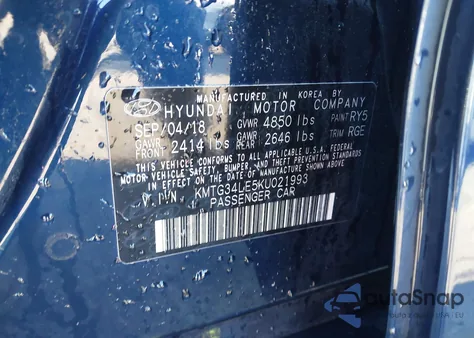 MANUFACTURED IN KOREA BY
HYUNDAI MOTOR COMPANY
SEP/04/18 GVWR 4850 lbs PAINT RY5
GAWR FRONT 2414 lbs GAWR REAR 2646 lbs TRIM RGE
THIS VEHICLE CONFORMS TO ALL APPLICABLE U.S.A. FEDERAL
MOTOR VEHICLE SAFETY, BUMPER, AND THEFT PREVENTION STANDARDS
IN EFFECT ON THE DATE OF MANUFACTURE SHOWN ABOVE.
V.I.N. : KMTG34LE5KU021993
PASSENGER CAR
autoSnap